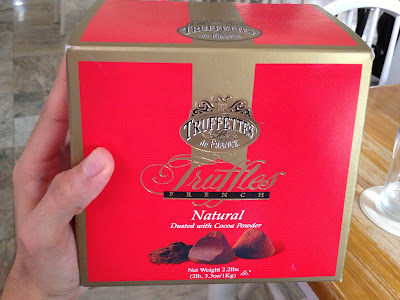 TRUFFETTES
de FRANCE
TRUFFETTES
de FRANCE
Truffles
FRENCH
Natural
Dusted with Cocoa Powder
Net Weight 2.2lbs
(2lb, 3.3oz/1Kg)